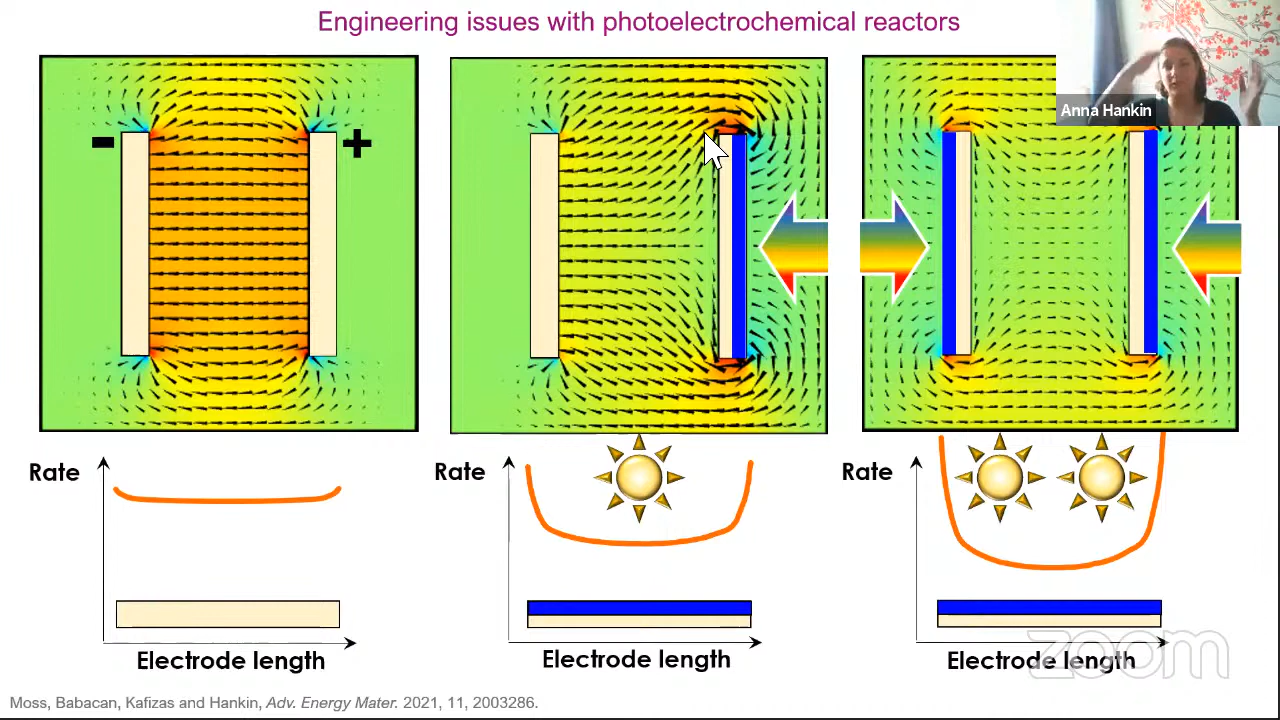 Engineering issues with photoelectrochemical reactors
Anna Hankin
- +
Rate
Rate
Rate
Electrode length
Electrode length
Electrode length
zoom
Moss, Babacan, Kafizas and Hankin, Adv. Energy Mater. 2021, 11, 2003286.